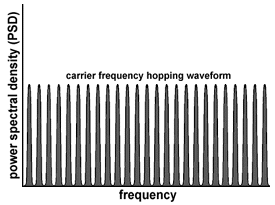 carrier frequency hopping waveform
power spectral density (PSD)
frequency